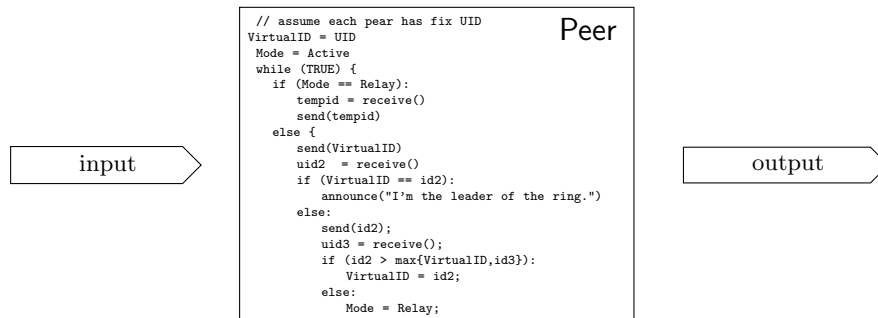 // assume each pear has fix UID
Peer
VirtualID = UID
Mode = Active
while (TRUE) {
if (Mode == Relay):
tempid = receive()
send(tempid)
else {
send(VirtualID)
uid2  = receive()
if (VirtualID == id2):
announce("I'm the leader of the ring.")
else:
send(id2);
uid3 = receive();
if (id2 > max{VirtualID,id3}):
VirtualID = id2;
else:
Mode = Relay;
input
output